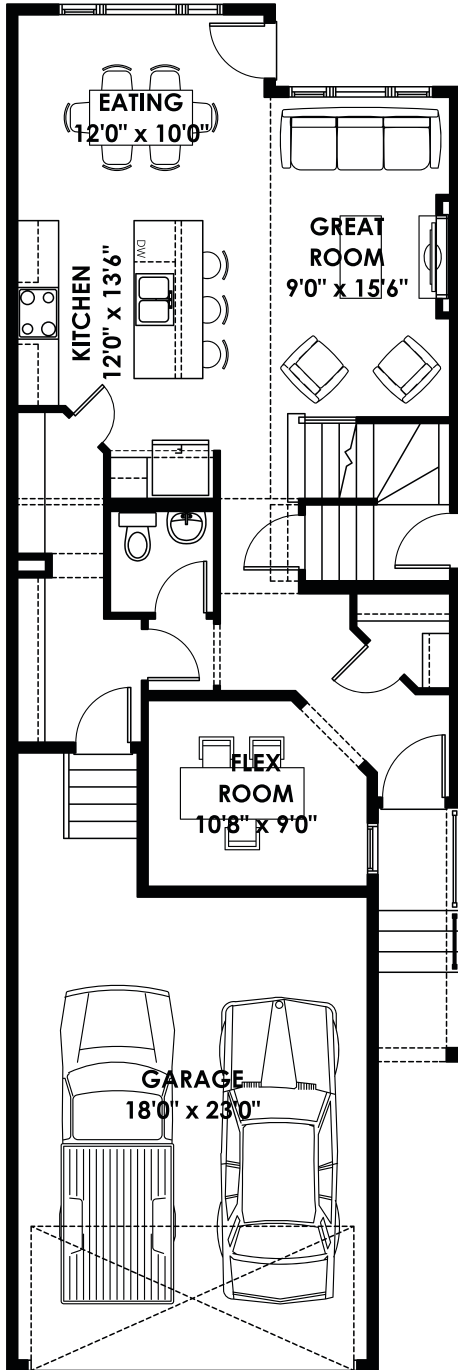 EATING
12'0" x 10'0"
GREAT
ROOM
9'0" x 15'6"
KITCHEN
12'0" x 13'6"
DW
F
FLEX
ROOM
10'8" x 9'0"
GARAGE
18'0" x 23'0"